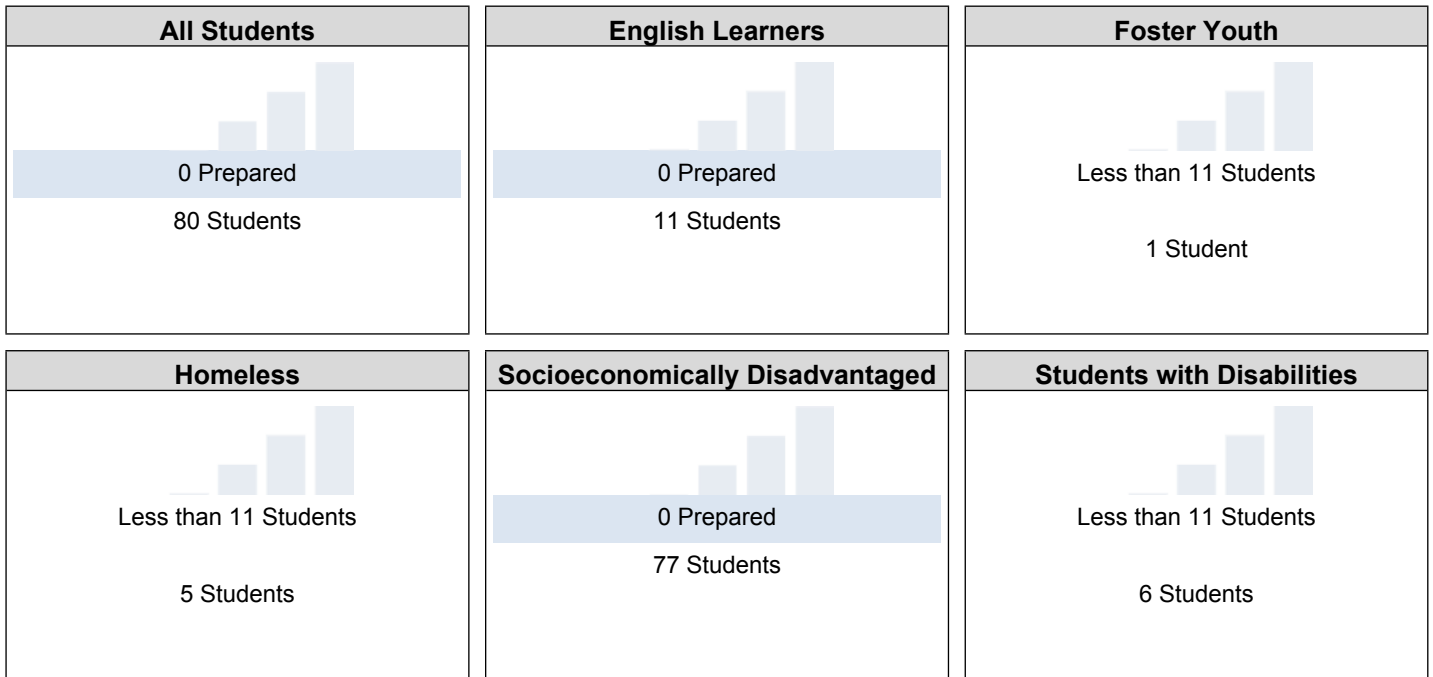 All Students
0 Prepared
80 Students
English Learners
0 Prepared
11 Students
Foster Youth
Less than 11 Students
1 Student
Homeless
Less than 11 Students
5 Students
Socioeconomically Disadvantaged
0 Prepared
77 Students
Students with Disabilities
Less than 11 Students
6 Students